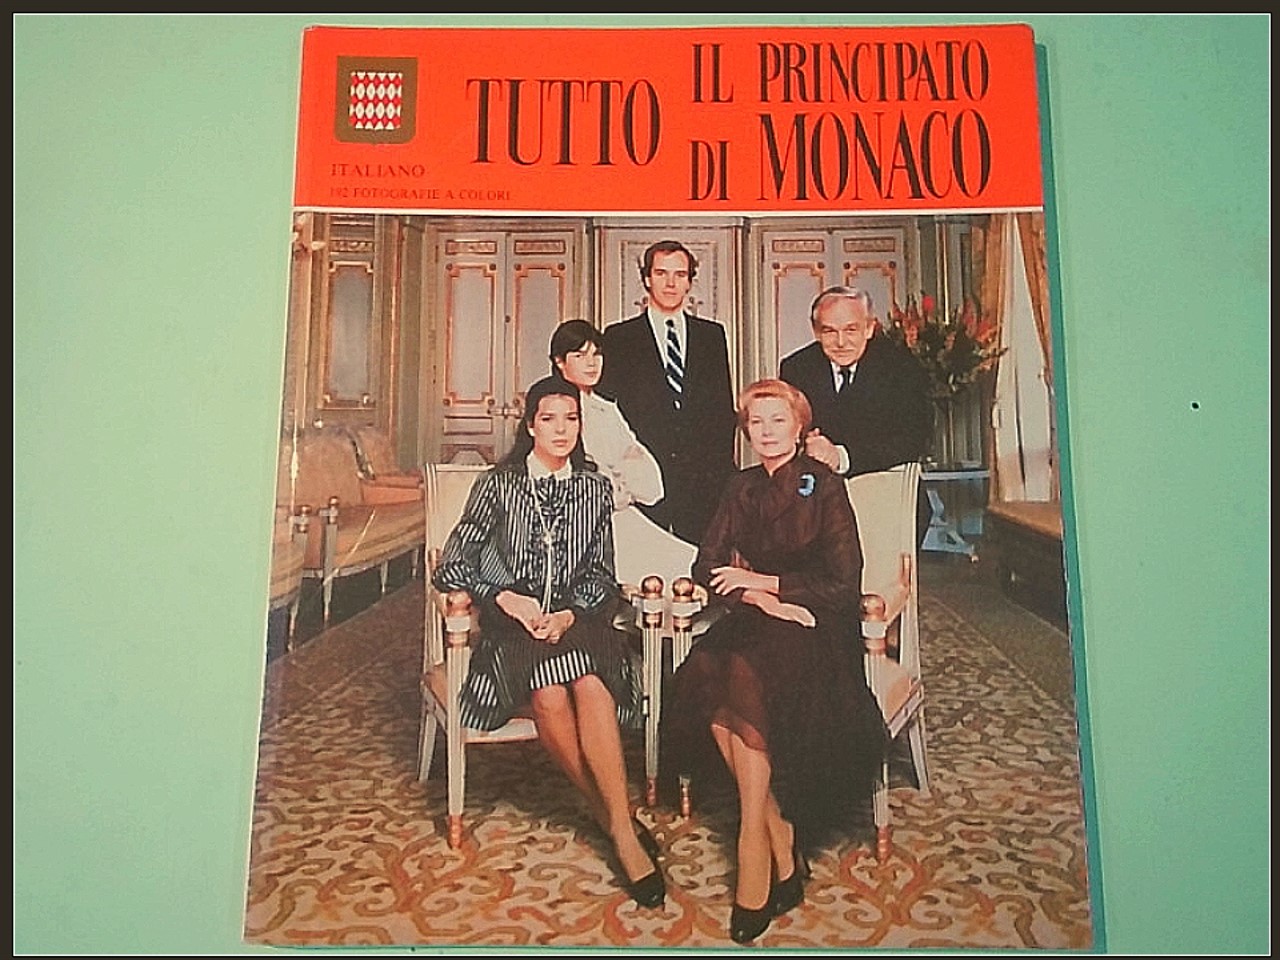 TUTTO
IL PRINCIPATO
DI MONACO
ITALIANO
192 FOTOGRAFIE A COLORI